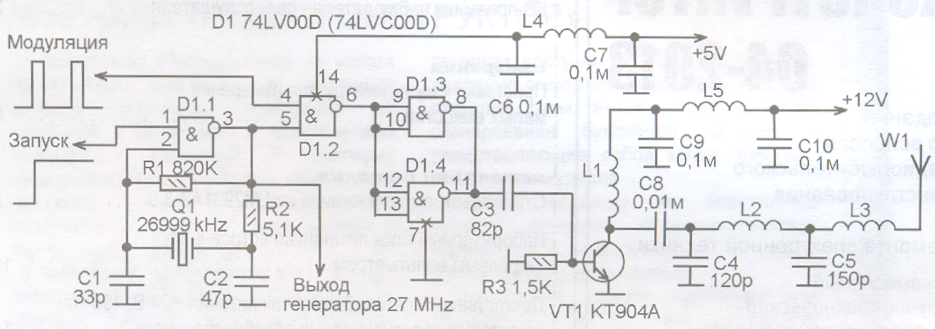 D1 74LV00D (74LVC00D)
L4
Модуляция
C7
0,1м
+5V
14
D1.3
4
5
&
6
9
10
&
8
C6 0,1м
L5
+12V
D1.1
1
2
&
3
D1.2
Запуск
D1.4
C9
0,1м
C10
0,1м
W1
R1 820K
12
13
&
11
L1
C8
0,01м
Q1
26999 kHz
R2
5,1K
7
C3
82p
L2
L3
C1
33p
C2
47p
Выход
генератора 27 MHz
R3 1,5K
C4
120p
C5
150p
VT1 КТ904А